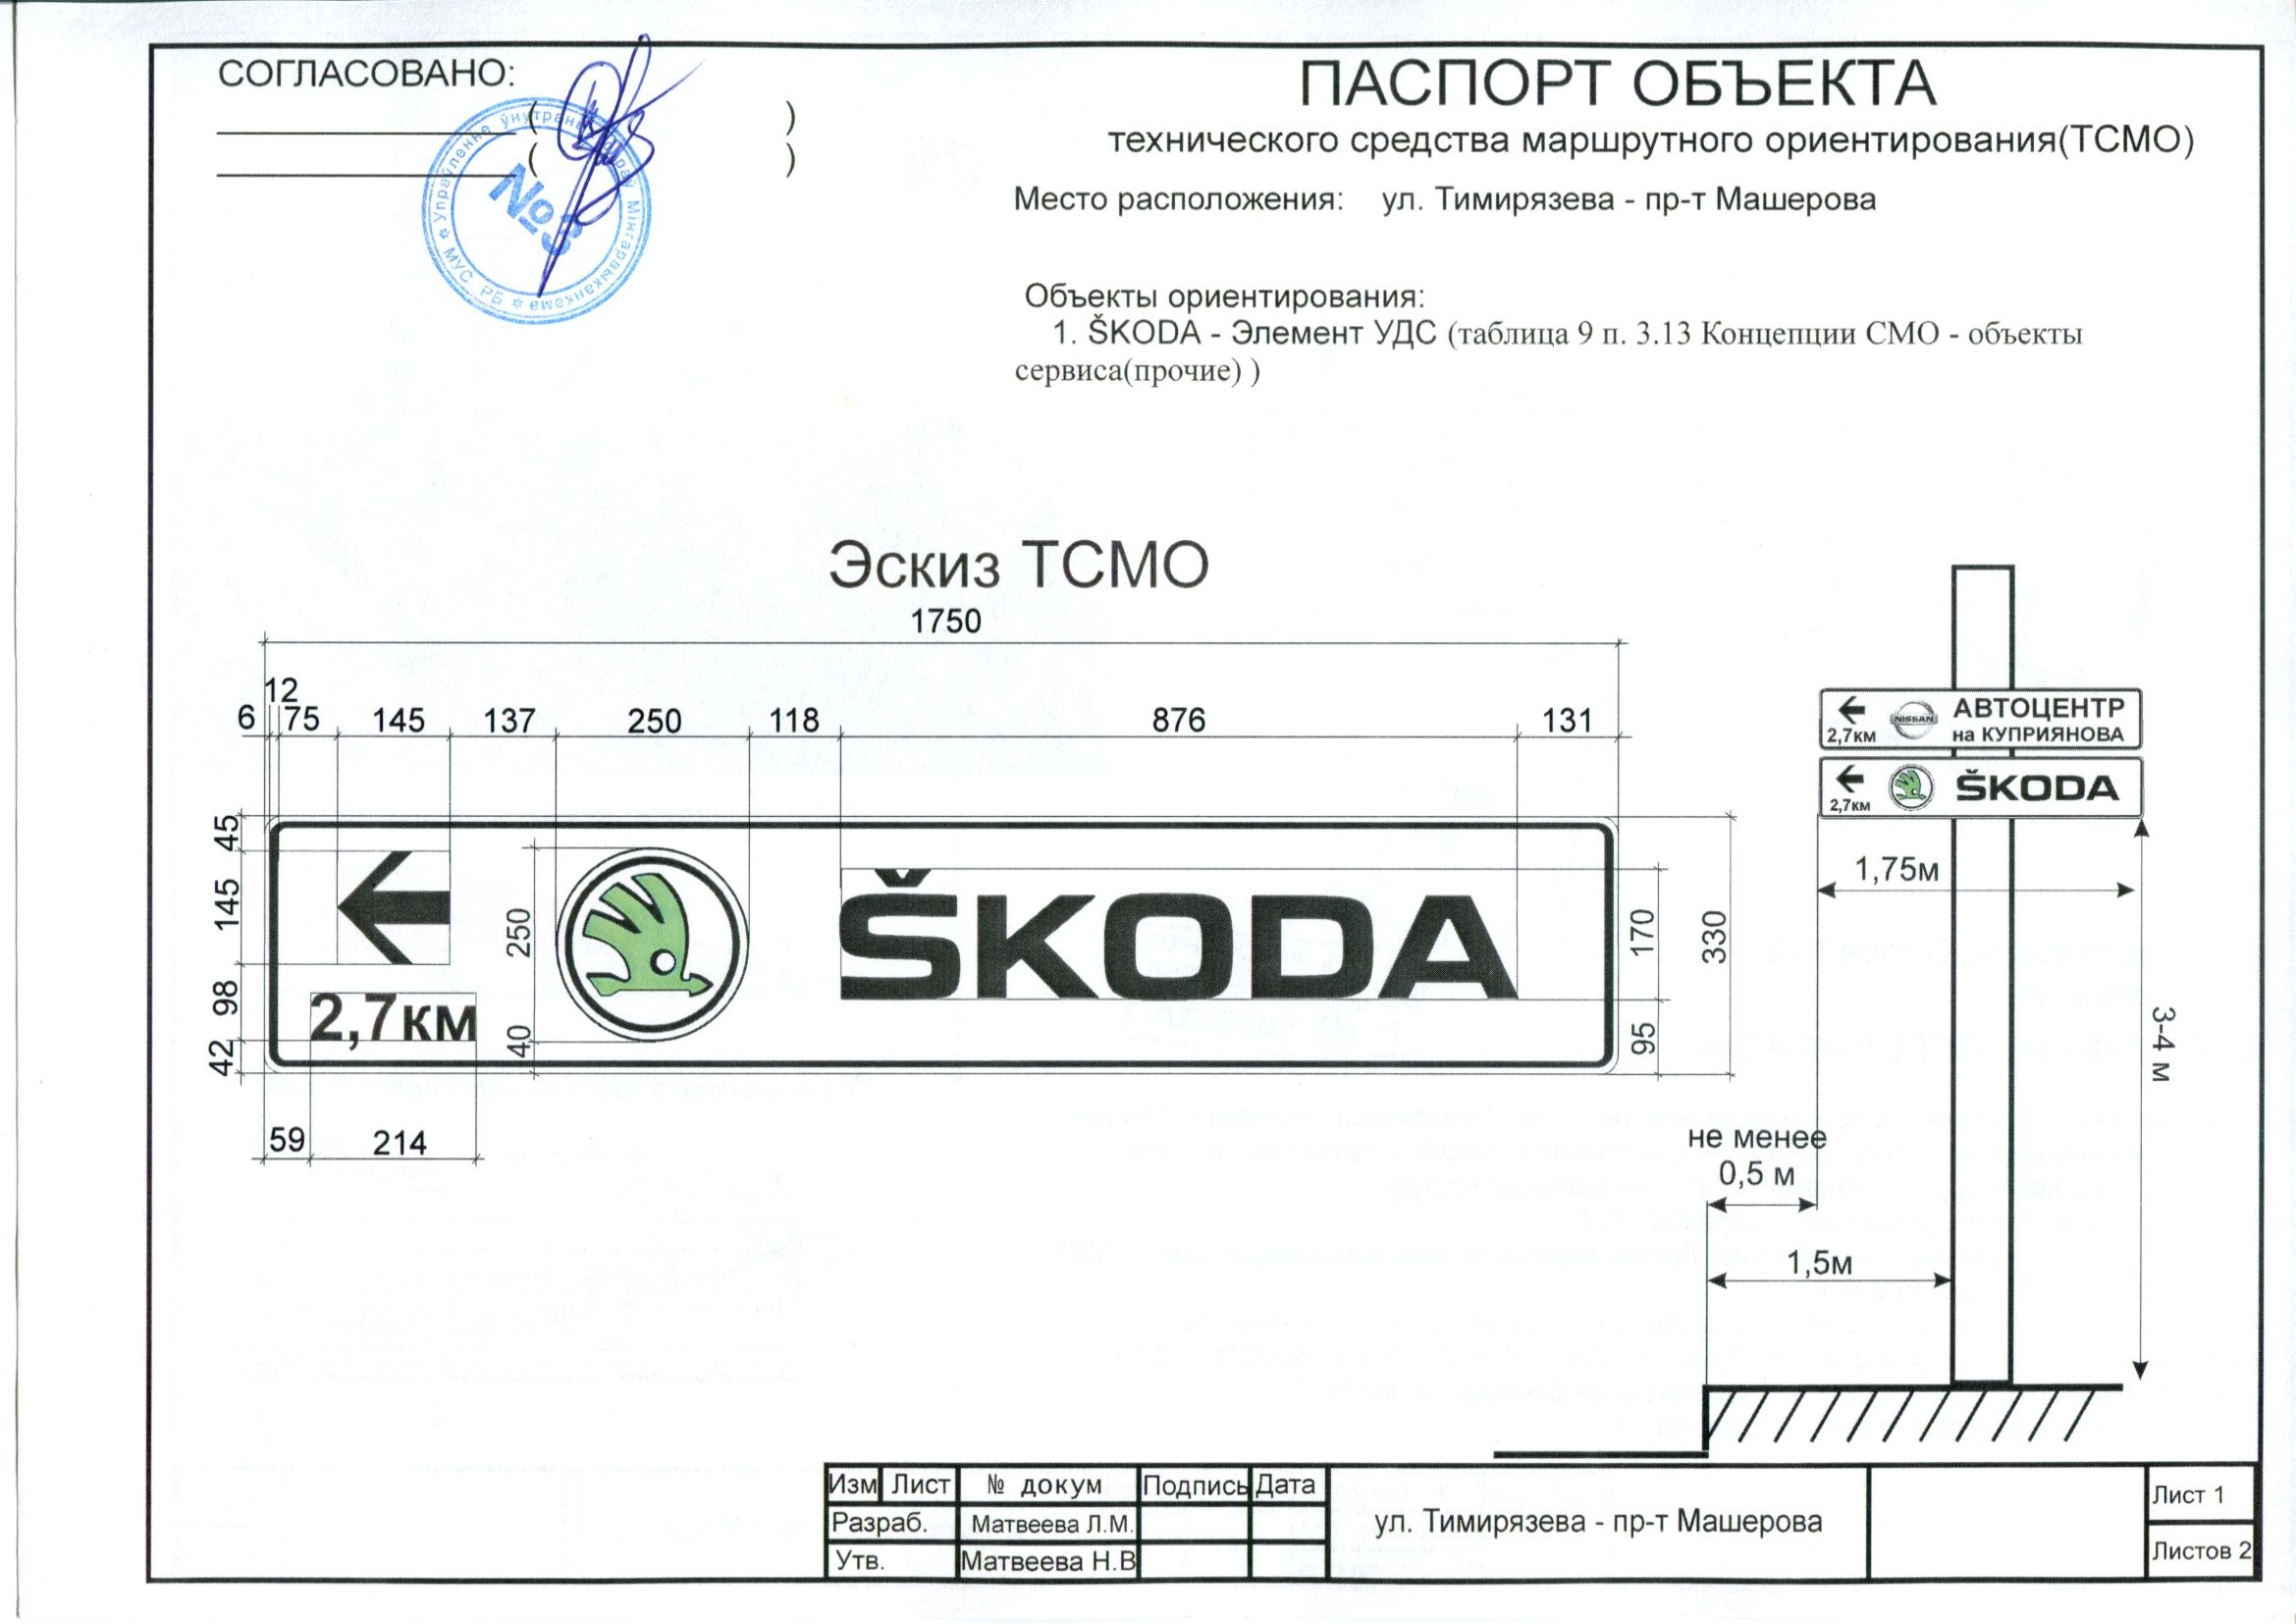 СОГЛАСОВАНО:
( )
( )
Упраўленне ўнутраных спраў Мінгарвыканкама * МУС РБ *
№3
ПАСПОРТ ОБЪЕКТА
технического средства маршрутного ориентирования(ТСМО)
Место расположения: ул. Тимирязева - пр-т Машерова
Объекты ориентирования:
1. ŠKODA - Элемент УДС (таблица 9 п. 3.13 Концепции СМО - объекты
сервиса(прочие) )
Эскиз ТСМО
1750
12
6 75 145 137 250 118 876 131
45
145
98
42
2,7км
250
40
ŠKODA
170
95
330
59 214
2,7км
NISSAN
АВТОЦЕНТР
на КУПРИЯНОВА
2,7км
ŠKODA
1,75м
3-4 м
не менее
0,5 м
1,5м
Изм Лист № докум Подпись Дата
Разраб. Матвеева Л.М.
Утв. Матвеева Н.В
ул. Тимирязева - пр-т Машерова
Лист 1
Листов 2